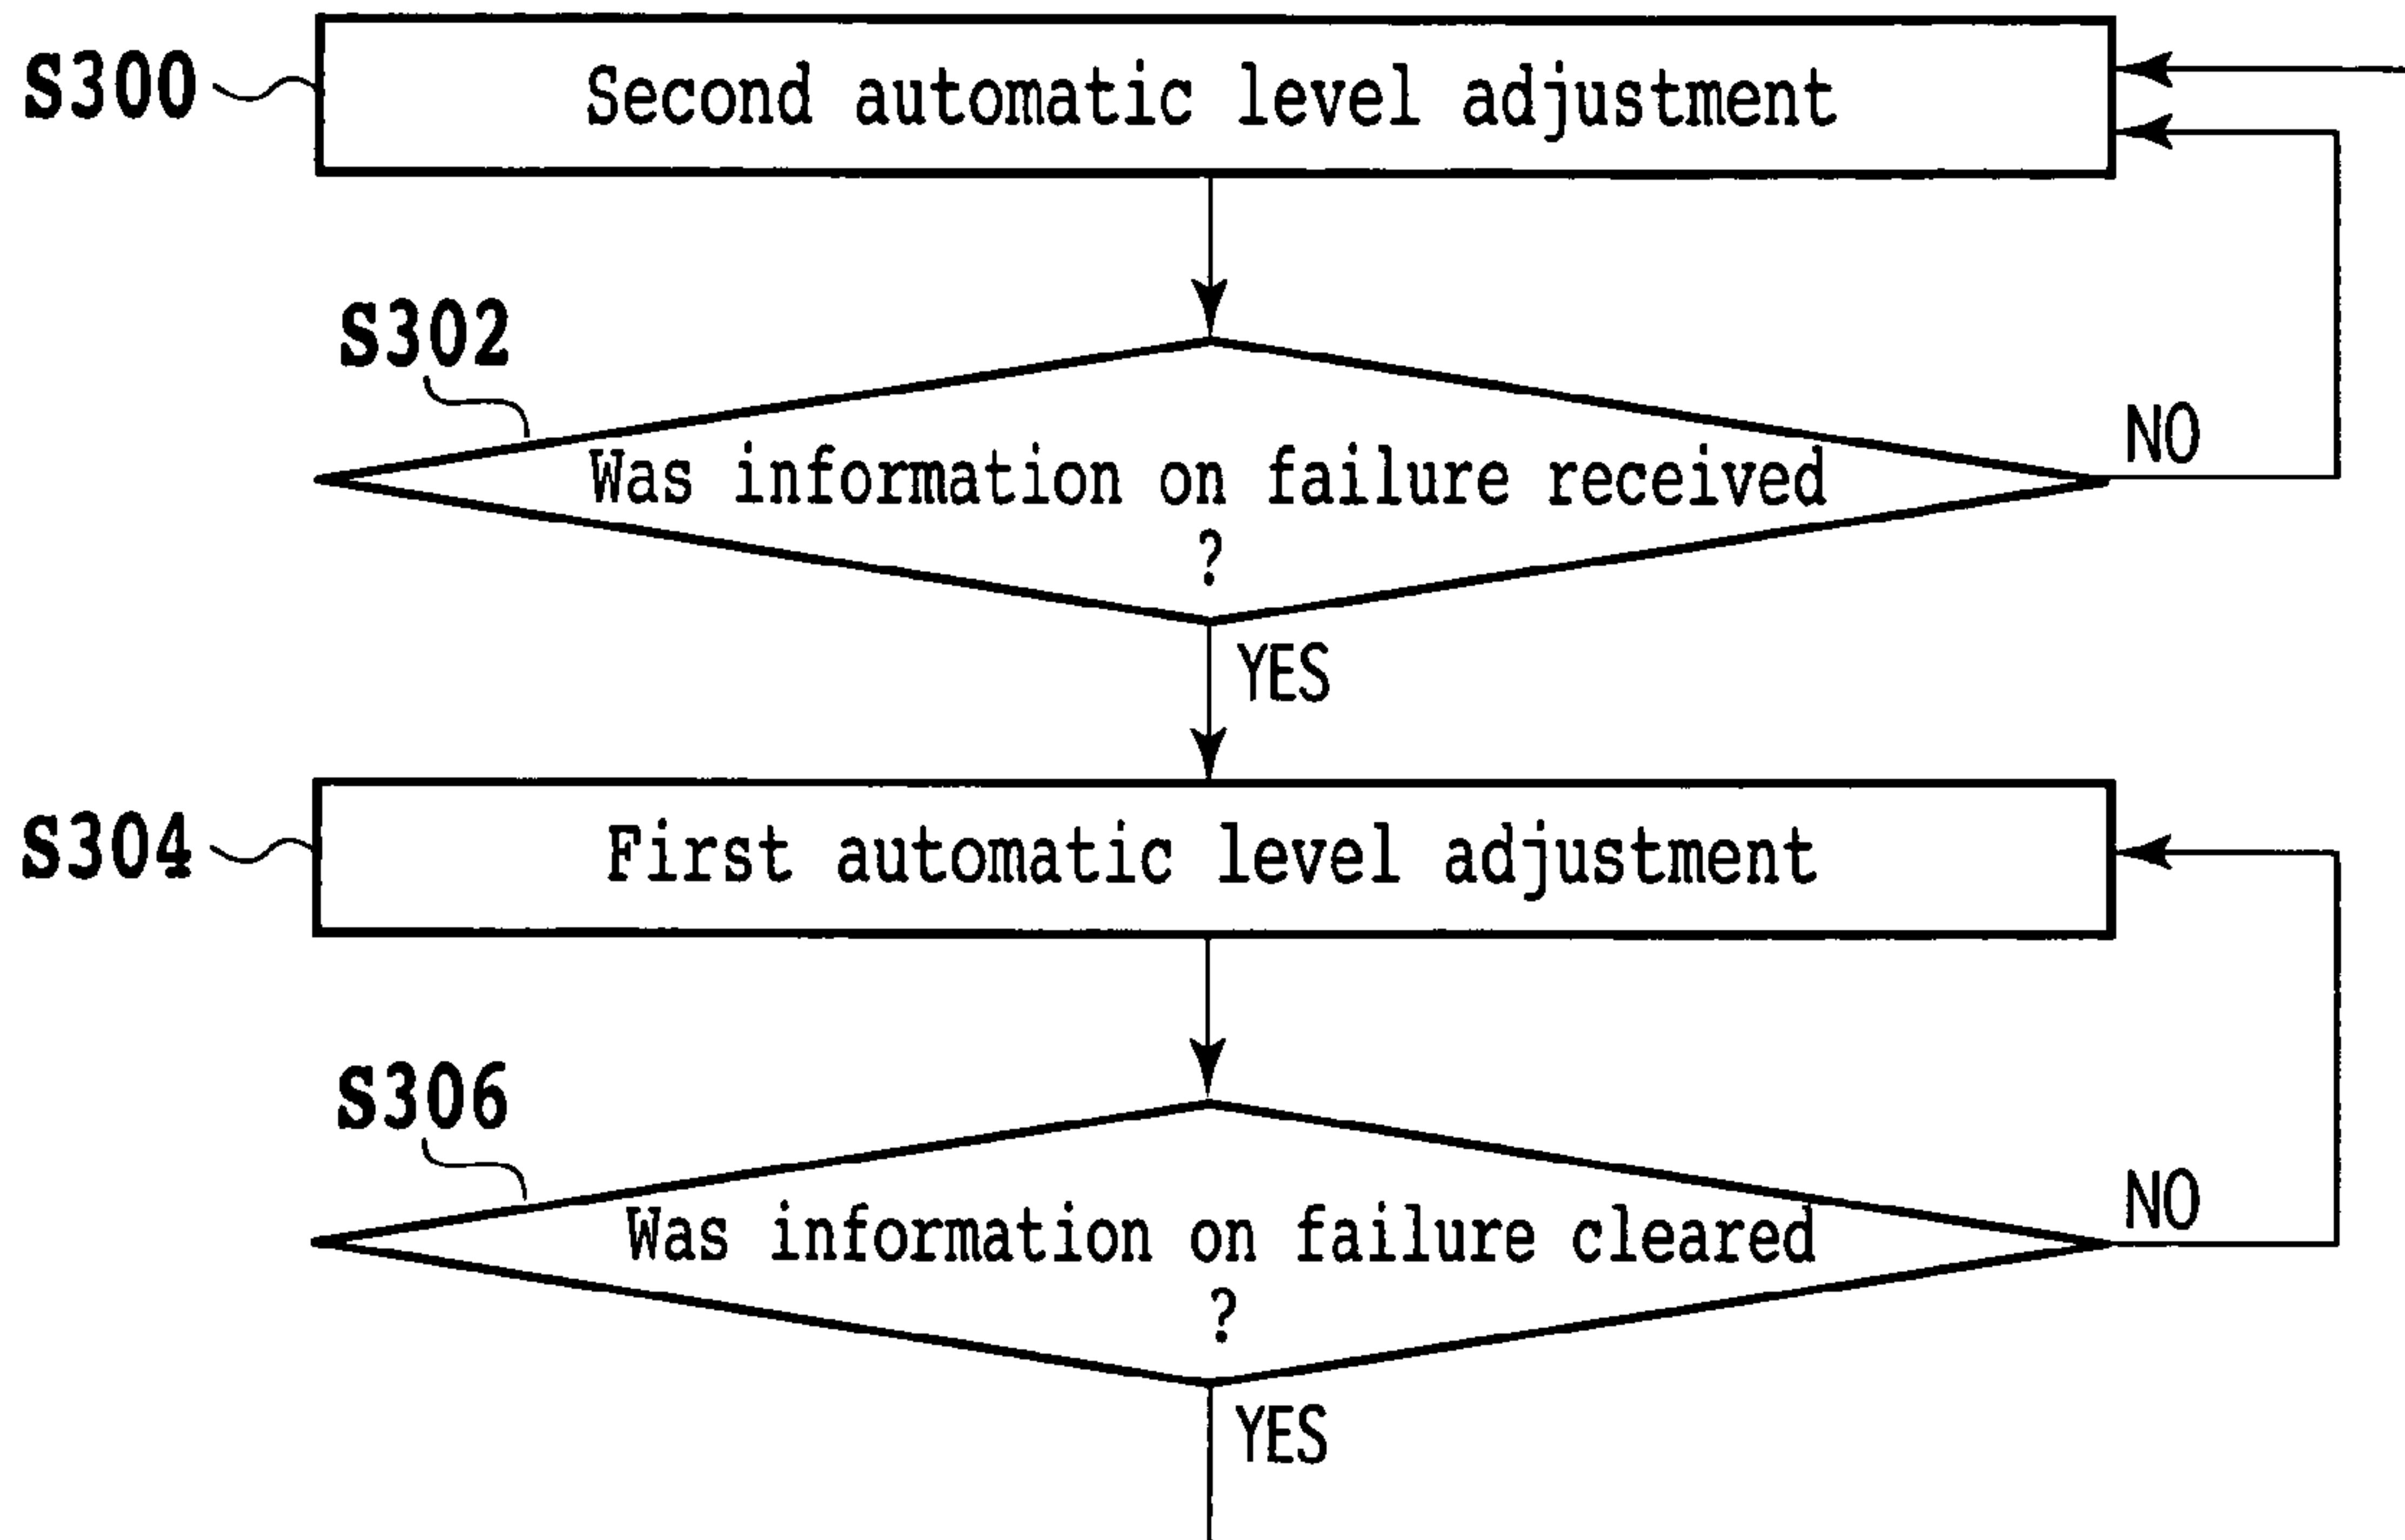 S300
Second automatic level adjustment
S302
Was information on failure received
?
NO
YES
S304
First automatic level adjustment
S306
Was information on failure cleared
?
NO
YES